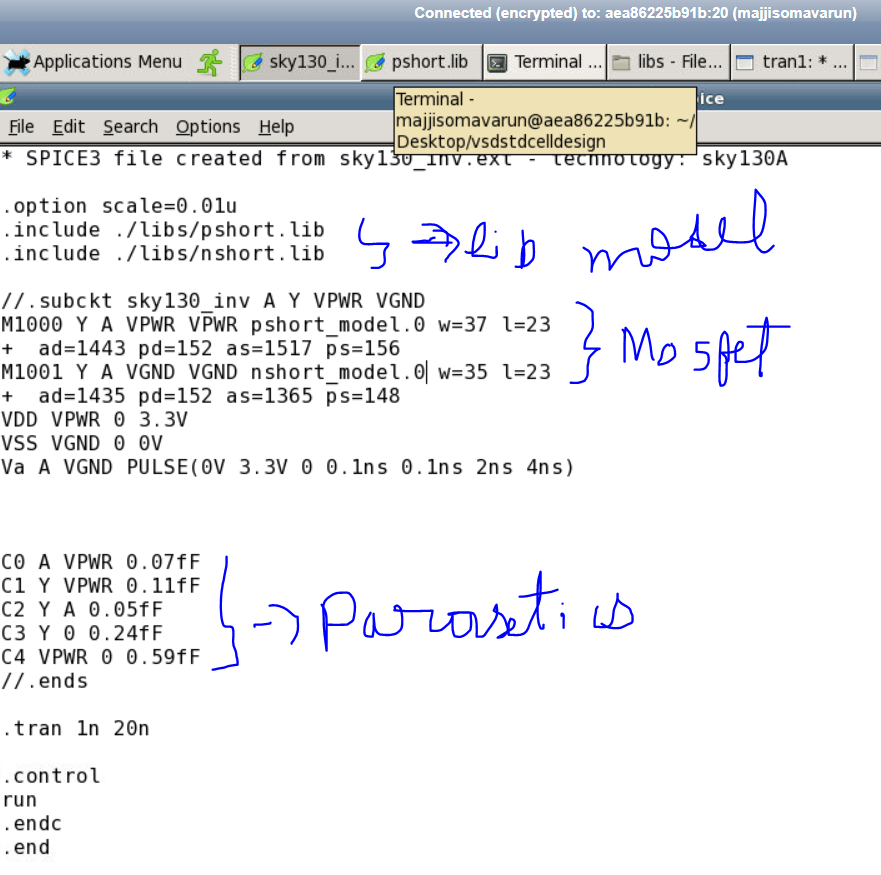 Connected (encrypted) to: aea86225b91b:20 (majjisomavarun)
Applications Menu sky130_i... pshort.lib Terminal ... libs - File... tran1: * ...
Terminal -
majjisomavarun@aea86225b91b: ~/
Desktop/vsdstdcelldesign
ice
File Edit Search Options Help
* SPICE3 file created from sky130_inv.ext - technology: sky130A
.option scale=0.01u
.include ./libs/pshort.lib
.include ./libs/nshort.lib
lib model
//.subckt sky130_inv A Y VPWR VGND
M1000 Y A VPWR VPWR pshort_model.0 w=37 l=23
+ ad=1443 pd=152 as=1517 ps=156
M1001 Y A VGND VGND nshort_model.0 w=35 l=23
+ ad=1435 pd=152 as=1365 ps=148
Mosfet
VDD VPWR 0 3.3V
VSS VGND 0 0V
Va A VGND PULSE(0V 3.3V 0 0.1ns 0.1ns 2ns 4ns)
C0 A VPWR 0.07fF
C1 Y VPWR 0.11fF
C2 Y A 0.05fF
C3 Y 0 0.24fF
C4 VPWR 0 0.59fF
Parasetics
//.ends
.tran 1n 20n
.control
run
.endc
.end